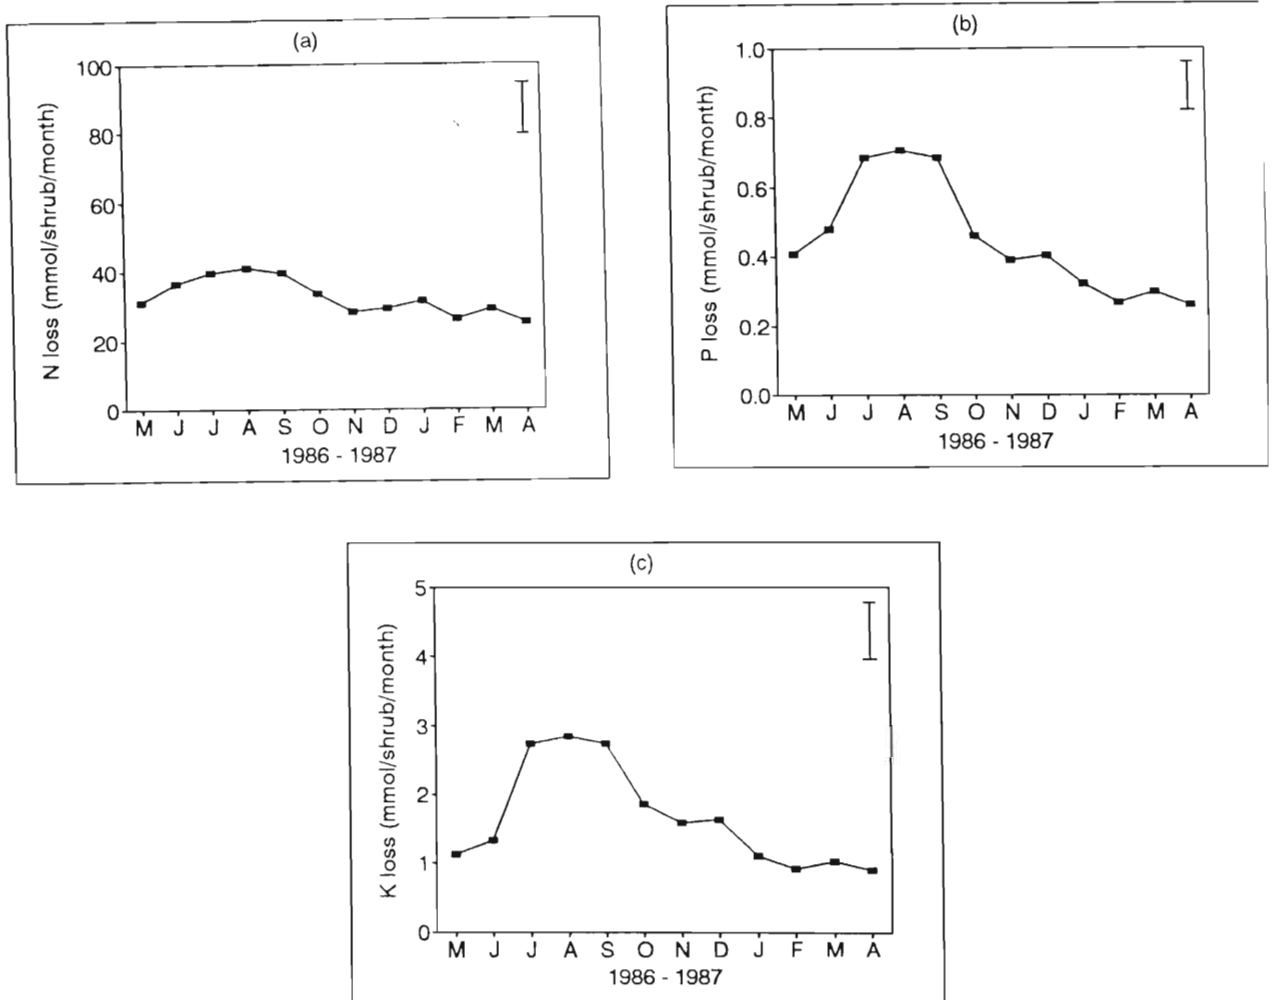 (a)
N loss (mmol/shrub/month)
100
80
60
40
20
0
M J J A S O N D J F M A
1986 - 1987
(b)
P loss (mmol/shrub/month)
1.0
0.8
0.6
0.4
0.2
0.0
M J J A S O N D J F M A
1986 - 1987
(c)
K loss (mmol/shrub/month)
5
4
3
2
1
0
M J J A S O N D J F M A
1986 - 1987